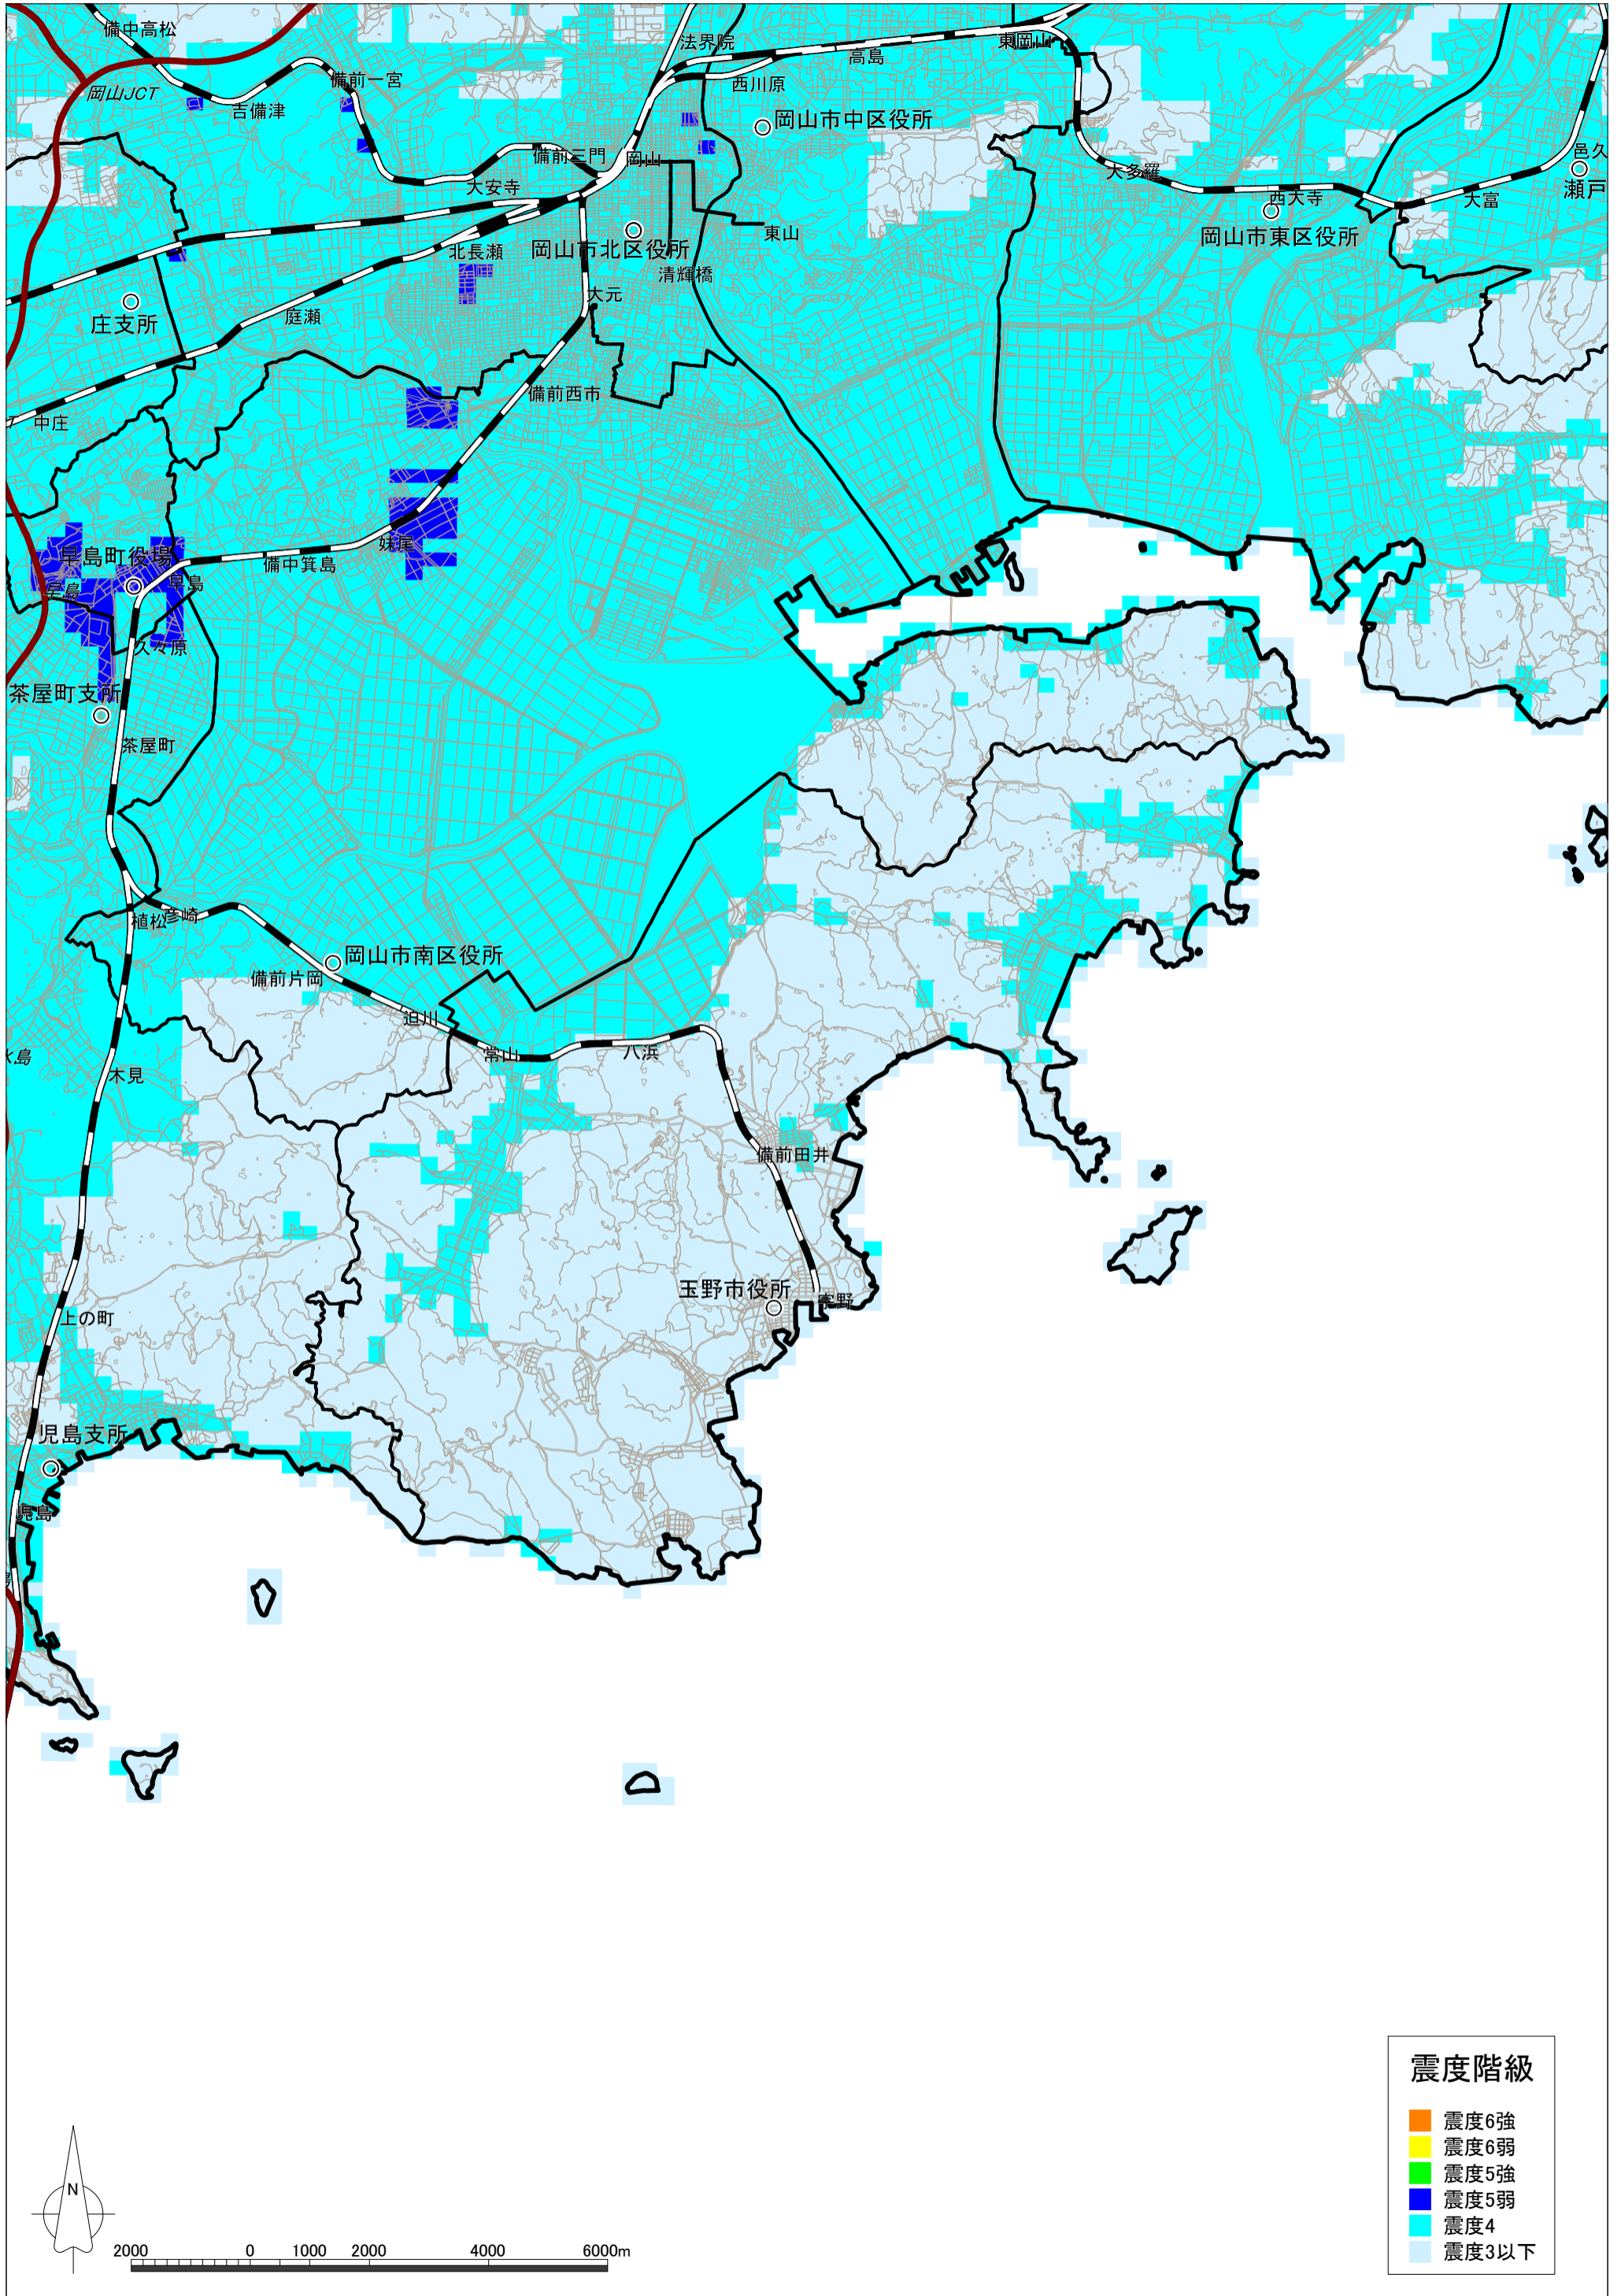 備中高松
法界院
東岡山
高島
備前一宮
西川原
岡山JCT
吉備津
岡山市中区役所
備前三門
岡山
邑久
大多羅
大安寺
瀬戸
西大寺
大富
東山
岡山市東区役所
北長瀬
岡山市北区役所
清輝橋
大元
庭瀬
庄支所
備前西市
中庄
妹尾
早島町役場
備中箕島
早島
早島
久々原
茶屋町支所
茶屋町
植松
彦崎
岡山市南区役所
備前片岡
迫川
常山
八浜
水島
木見
備前田井
玉野市役所
宇野
上の町
児島支所
児島
震度階級
震度6強
震度6弱
震度5強
震度5弱
震度4
震度3以下
N
2000 0 1000 2000 4000 6000m